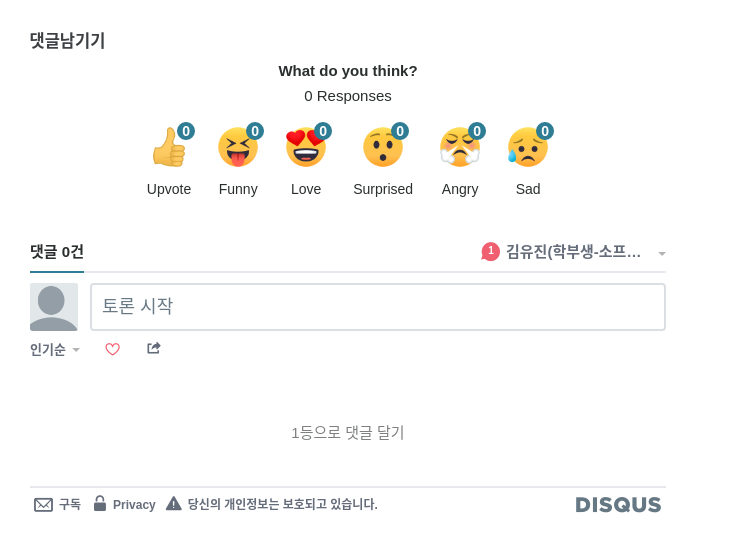 댓글남기기
What do you think?
0 Responses
0 0 0 0 0 0
Upvote Funny Love Surprised Angry Sad
댓글 0건 1 김유진(학부생-소프...
토론 시작
인기순
1등으로 댓글 달기
구독 Privacy 당신의 개인정보는 보호되고 있습니다. DISQUS